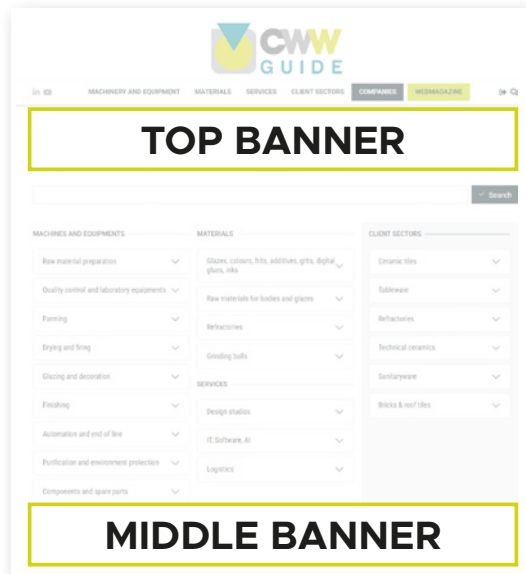 CWW
GUIDE
in
MACHINERY AND EQUIPMENT MATERIALS SERVICES CLIENT SECTORS COMPANIES WEBMAGAZINE
TOP BANNER
Search
MACHINES AND EQUIPMENTS
Raw material preparation
Quality control and laboratory equipments
Forming
Drying and firing
Glazing and decoration
Finishing
Automation and end of line
Purification and environment protection
Components and spare parts
MATERIALS
Glazes, colours, frits, additives, grits, digital
glues, inks
Raw materials for bodies and glazes
Refractories
Grinding balls
SERVICES
Design studios
IT, Software, AI
Logistics
CLIENT SECTORS
Ceramic tiles
Tableware
Refractories
Technical ceramics
Sanitaryware
Bricks & roof tiles
MIDDLE BANNER